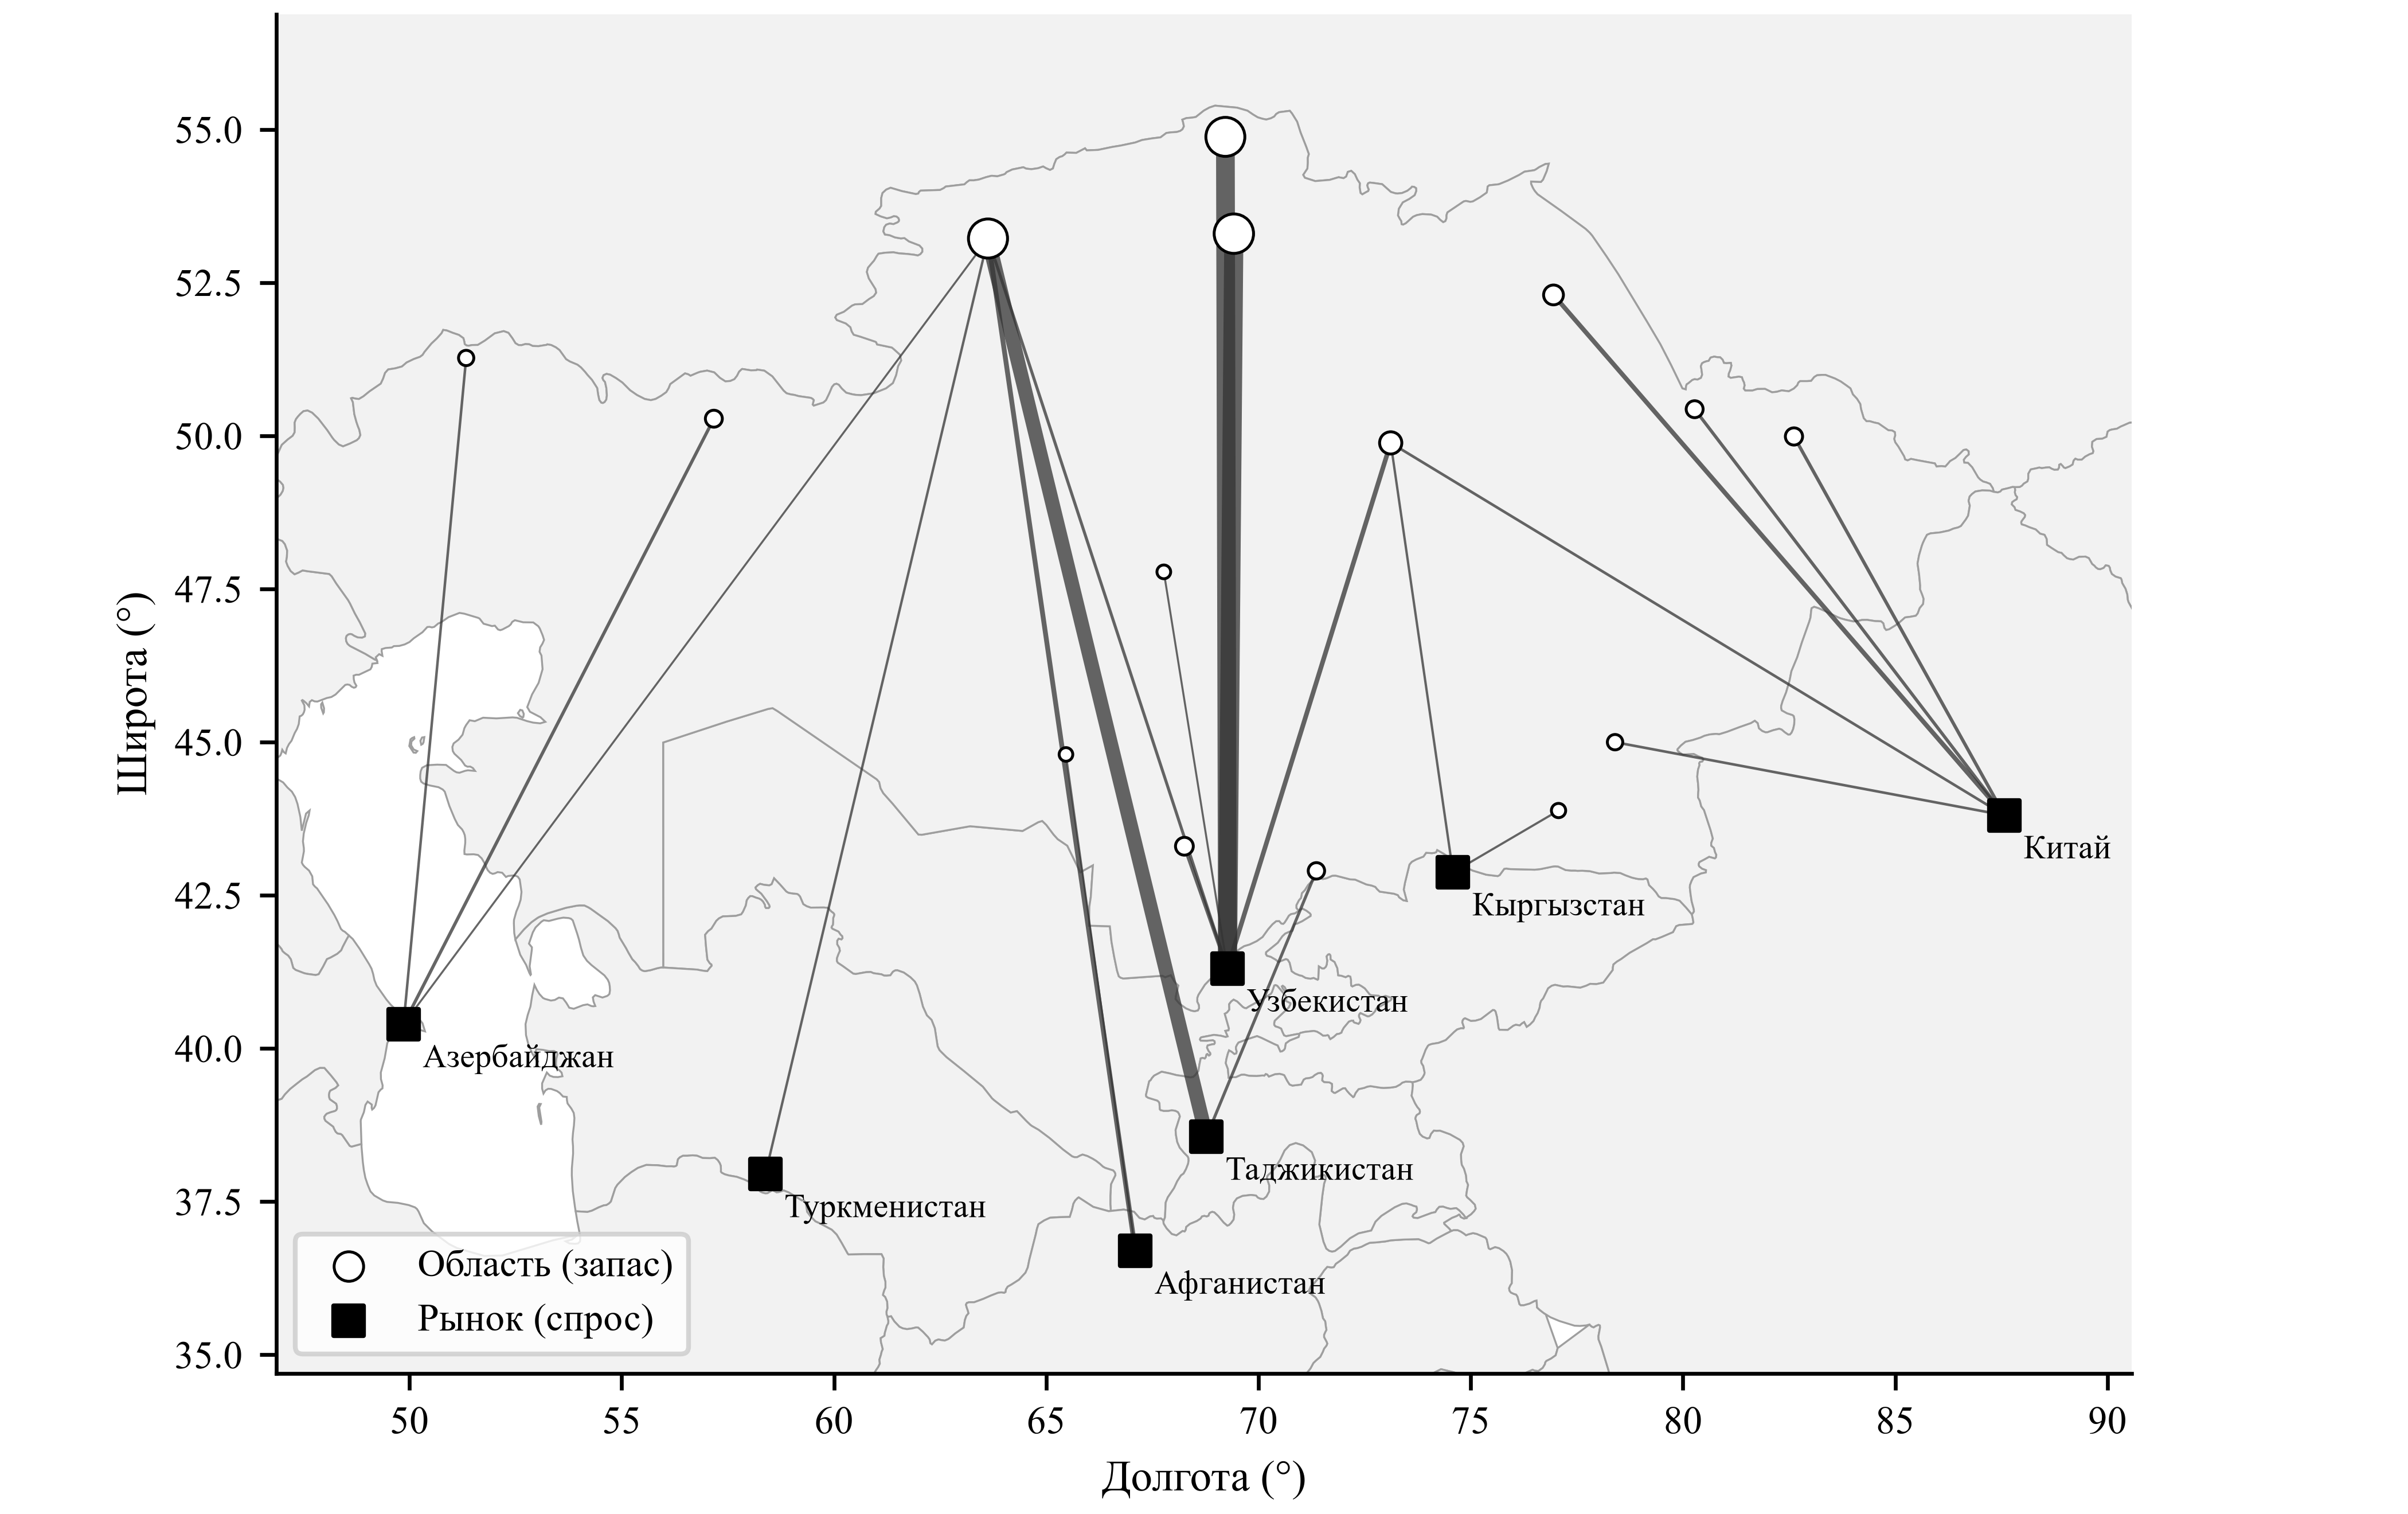 55.0
52.5
50.0
47.5
45.0
42.5
40.0
37.5
35.0
Широта (°)
Китай
Кыргызстан
Узбекистан
Азербайджан
Таджикистан
Туркменистан
Афганистан
Область (запас)
Рынок (спрос)
50 55 60 65 70 75 80 85 90
Долгота (°)